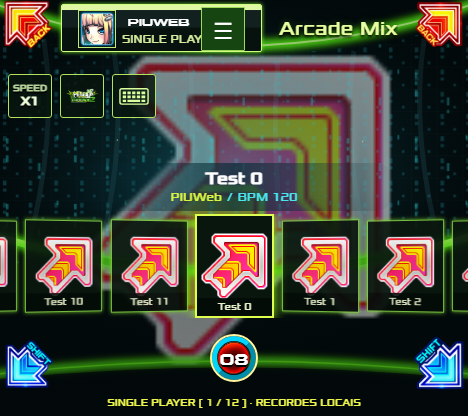 BACK
PIUWEB
SINGLE PLAY
Arcade Mix
BACK
SPEED
X1
Test 0
PIUWeb / BPM 120
Test 10
Test 11
Test 0
Test 1
Test 2
SHIFT
08
SHIFT
SINGLE PLAYER [ 1 / 12 ] · RECORDES LOCAIS